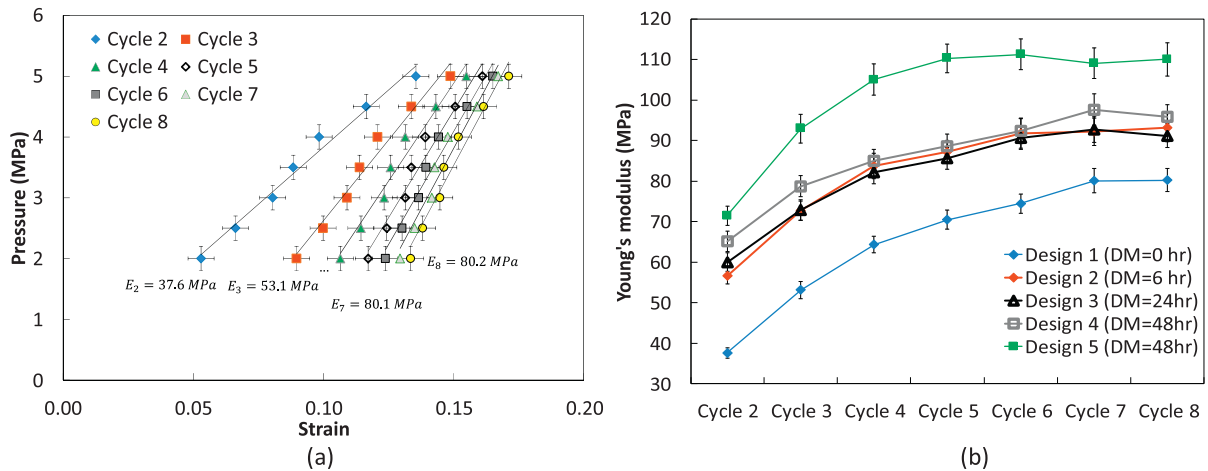 6
5
4
3
2
1
0
Pressure (MPa)
Cycle 2 Cycle 3
Cycle 4 Cycle 5
Cycle 6 Cycle 7
Cycle 8
E₂ = 37.6 MPa
E₃ = 53.1 MPa
...
E₇ = 80.1 MPa
E₈ = 80.2 MPa
0.00 0.05 0.10 0.15 0.20
Strain
(a)
120
110
100
90
80
70
60
50
40
30
Young's modulus (MPa)
Design 1 (DM=0 hr)
Design 2 (DM=6 hr)
Design 3 (DM=24hr)
Design 4 (DM=48hr)
Design 5 (DM=48hr)
Cycle 2 Cycle 3 Cycle 4 Cycle 5 Cycle 6 Cycle 7 Cycle 8
(b)